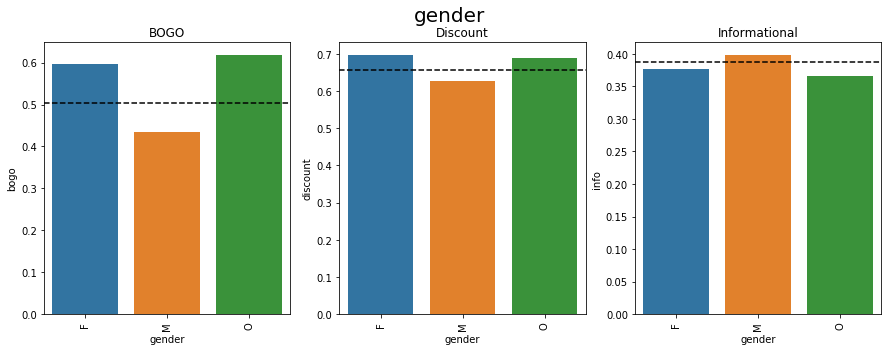 gender
BOGO
bogo
0.6
0.5
0.4
0.3
0.2
0.1
0.0
F
M
O
gender
Discount
discount
0.7
0.6
0.5
0.4
0.3
0.2
0.1
0.0
F
M
O
gender
Informational
info
0.40
0.35
0.30
0.25
0.20
0.15
0.10
0.05
0.00
F
M
O
gender